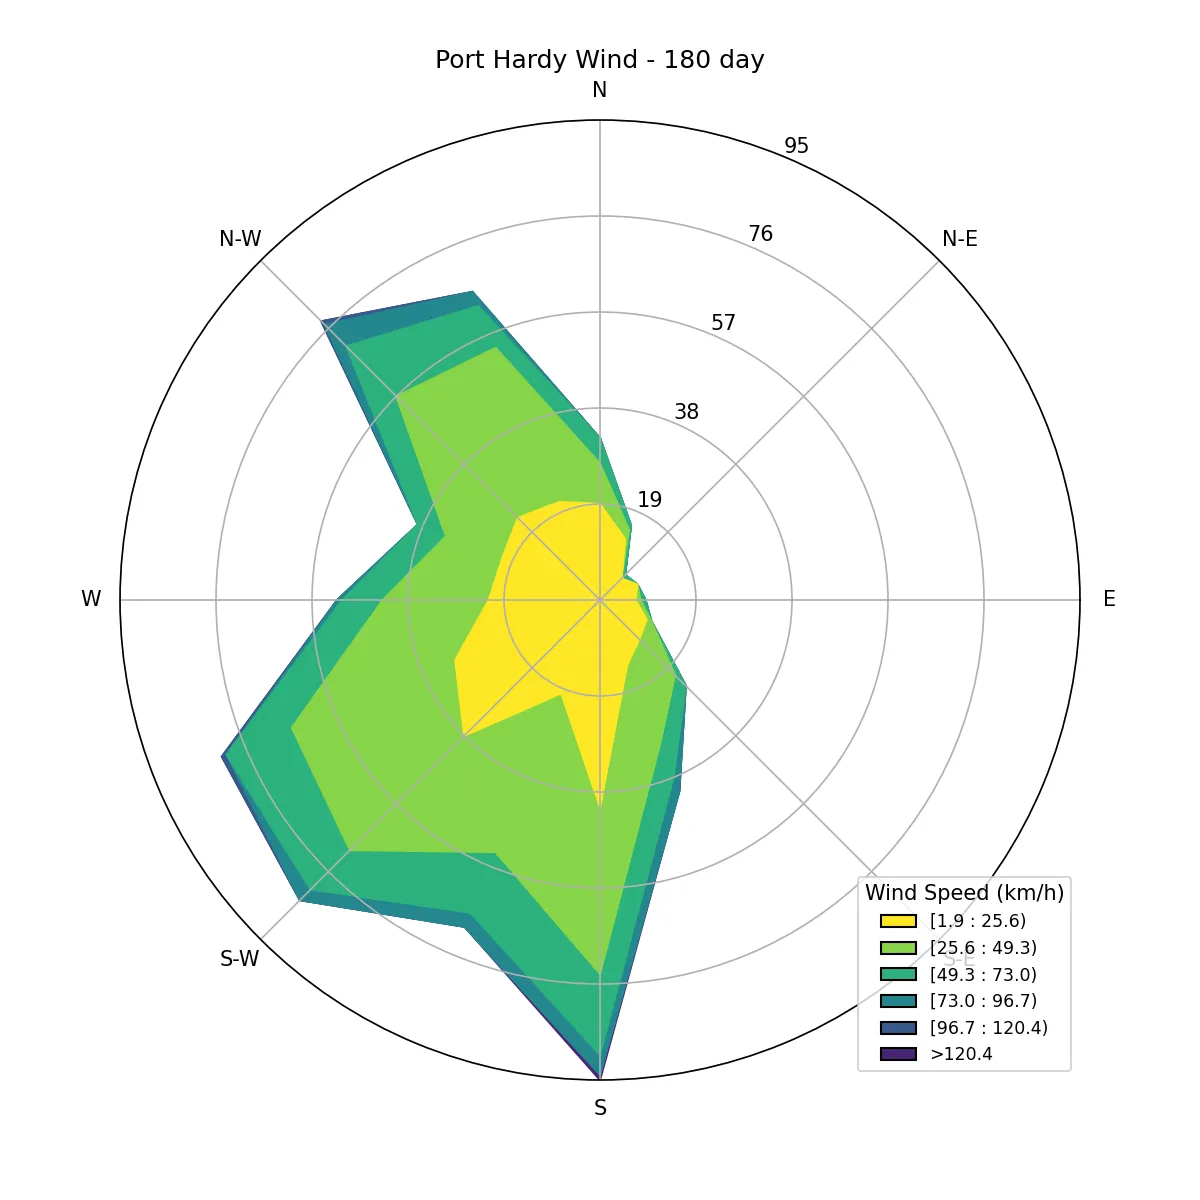 Port Hardy Wind - 180 day
N
95
N-W
N-E
76
57
38
19
W
E
S-W
S-E
S
Wind Speed (km/h)
[1.9 : 25.6)
[25.6 : 49.3)
[49.3 : 73.0)
[73.0 : 96.7)
[96.7 : 120.4)
>120.4